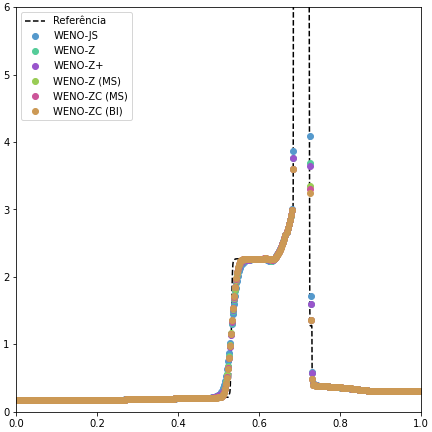 6
Referência
WENO-JS
WENO-Z
WENO-Z+
WENO-Z (MS)
WENO-ZC (MS)
WENO-ZC (BI)
5
4
3
2
1
0
0.0 0.2 0.4 0.6 0.8 1.0